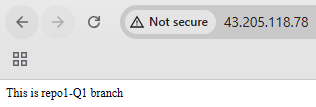 Not secure 43.205.118.78
This is repo1-Q1 branch